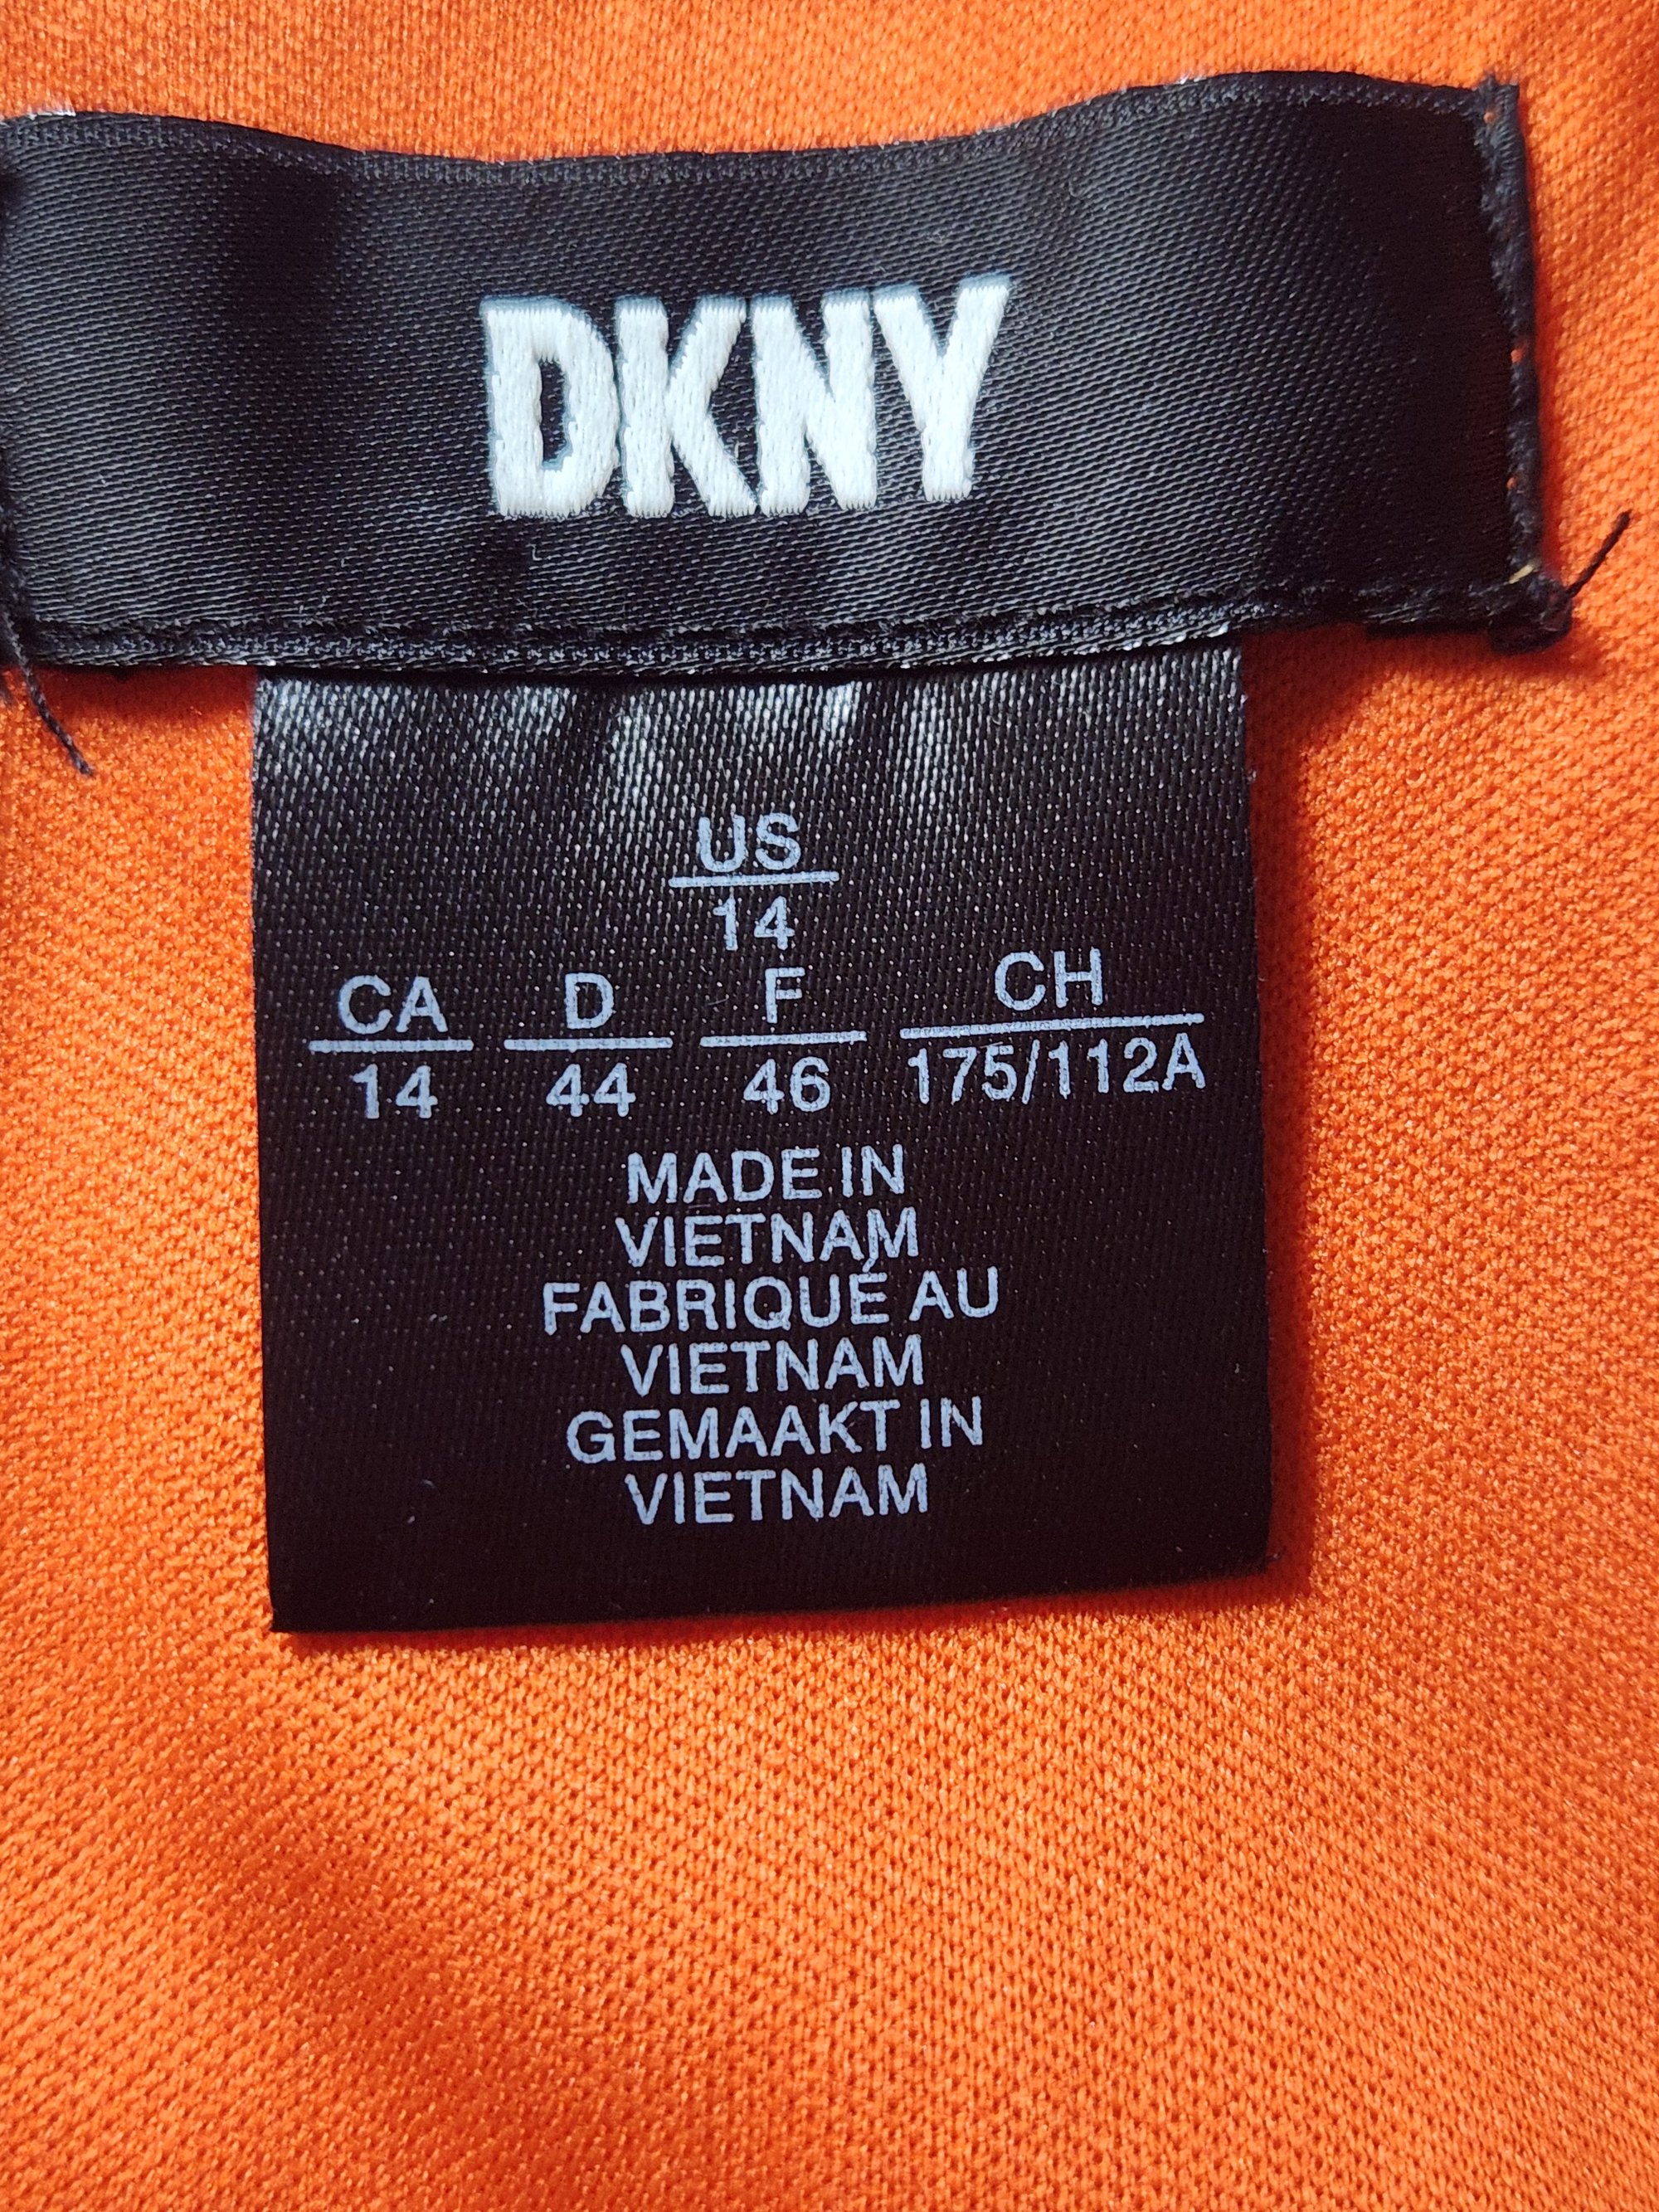 DKNY
US
14
CA D F CH
14 44 46 175/112A
MADE IN
VIETNAM
FABRIQUÉ AU
VIETNAM
GEMAAKT IN
VIETNAM